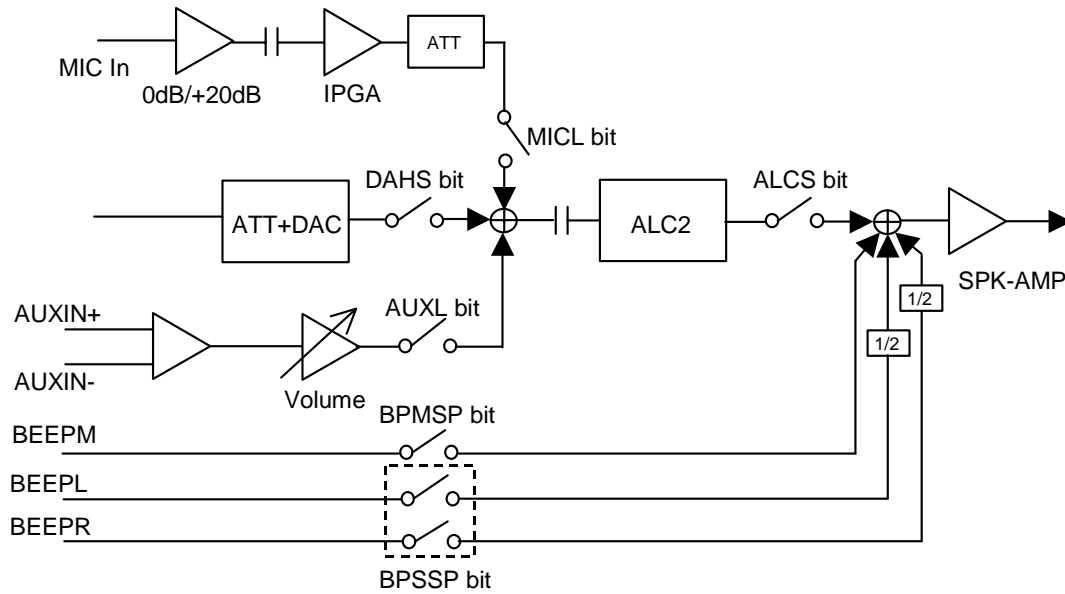 ATT
MIC In
0dB/+20dB
IPGA
MICL bit
DAHS bit
ALCS bit
ATT+DAC
ALC2
SPK-AMP
1/2
AUXIN+
AUXL bit
1/2
AUXIN-
Volume
BPMSP bit
BEEPM
BEEPL
BEEPR
BPSSP bit